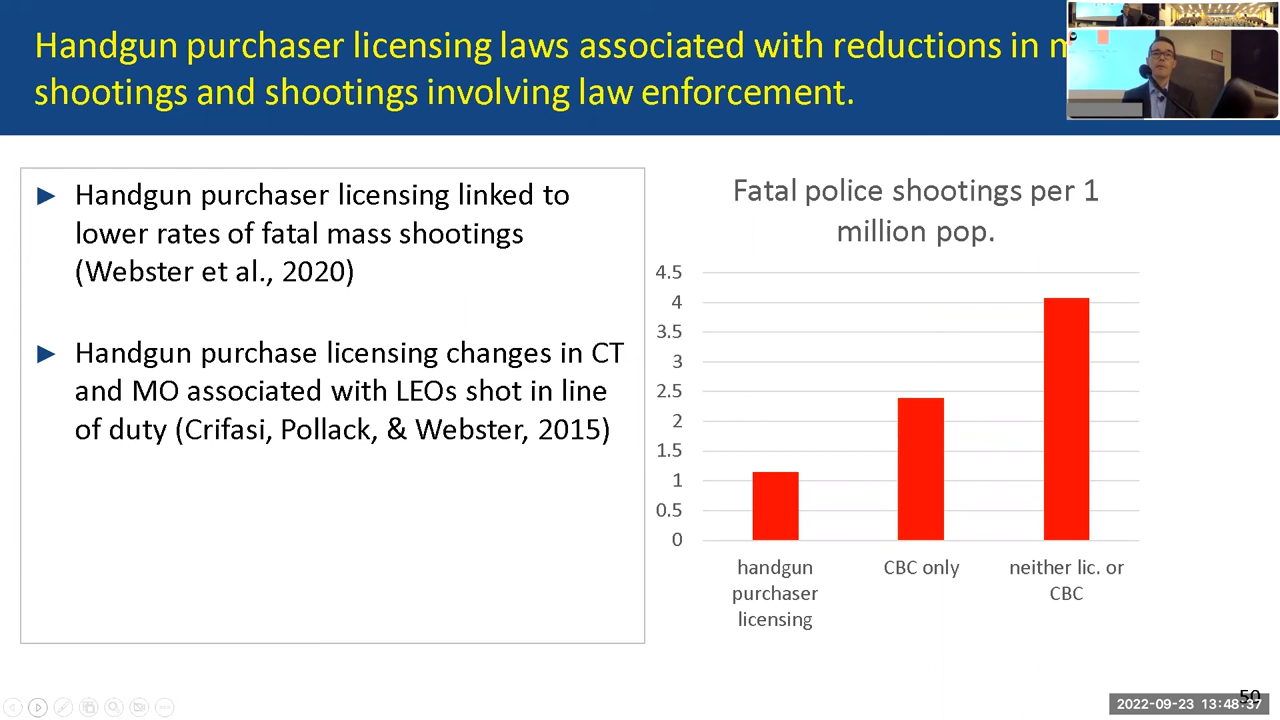 Handgun purchaser licensing laws associated with reductions in
shootings and shootings involving law enforcement.
► Handgun purchaser licensing linked to
lower rates of fatal mass shootings
(Webster et al., 2020)
► Handgun purchase licensing changes in CT
and MO associated with LEOs shot in line
of duty (Crifasi, Pollack, & Webster, 2015)
Fatal police shootings per 1
million pop.
4.5
4
3.5
3
2.5
2
1.5
1
0.5
0
handgun
purchaser
licensing
CBC only
neither lic. or
CBC
50
2022-09-23 13:48:37